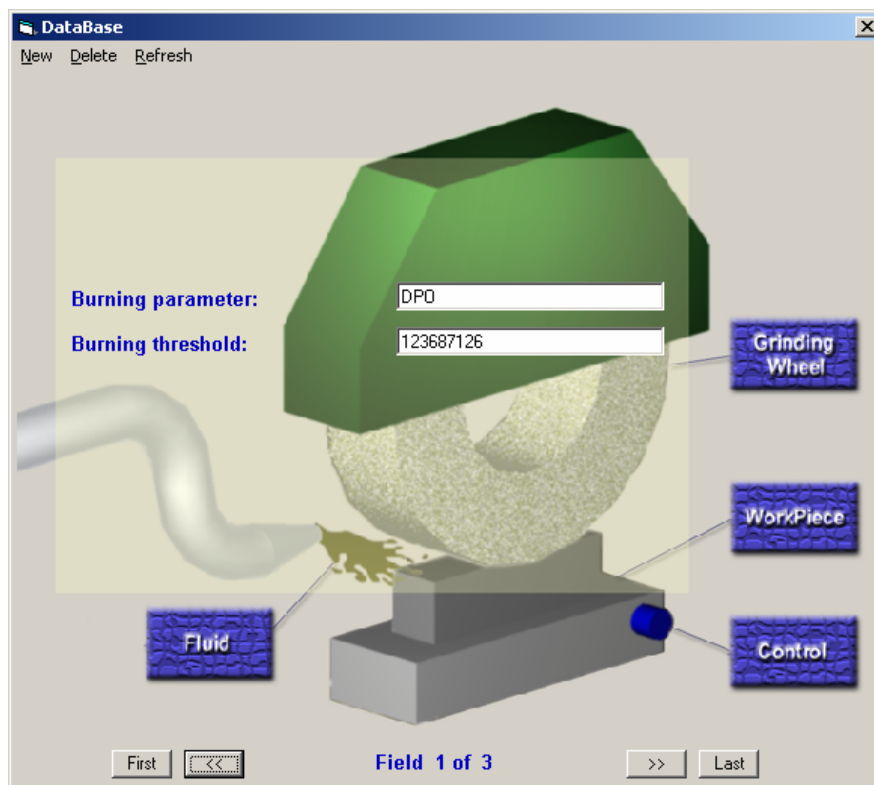 DataBase
New Delete Refresh
Burning parameter: DPO
Burning threshold: 123687126
Grinding
Wheel
WorkPiece
Fluid
Control
First << Field 1 of 3 >> Last